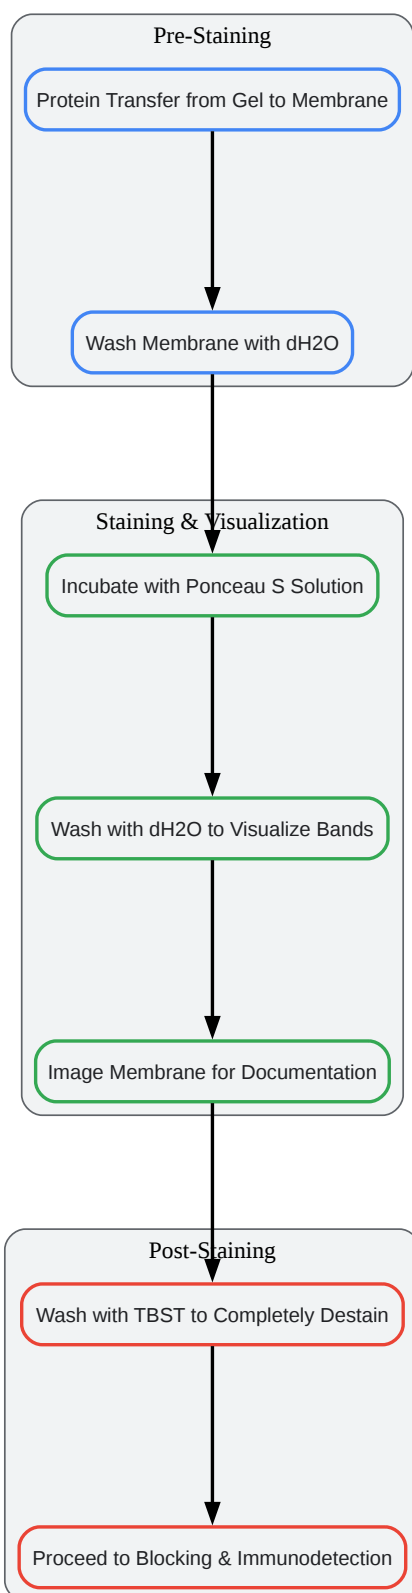 Pre-Staining
Protein Transfer from Gel to Membrane
Wash Membrane with dH2O
Staining & Visualization
Incubate with Ponceau S Solution
Wash with dH2O to Visualize Bands
Image Membrane for Documentation
Post-Staining
Wash with TBST to Completely Destain
Proceed to Blocking & Immunodetection